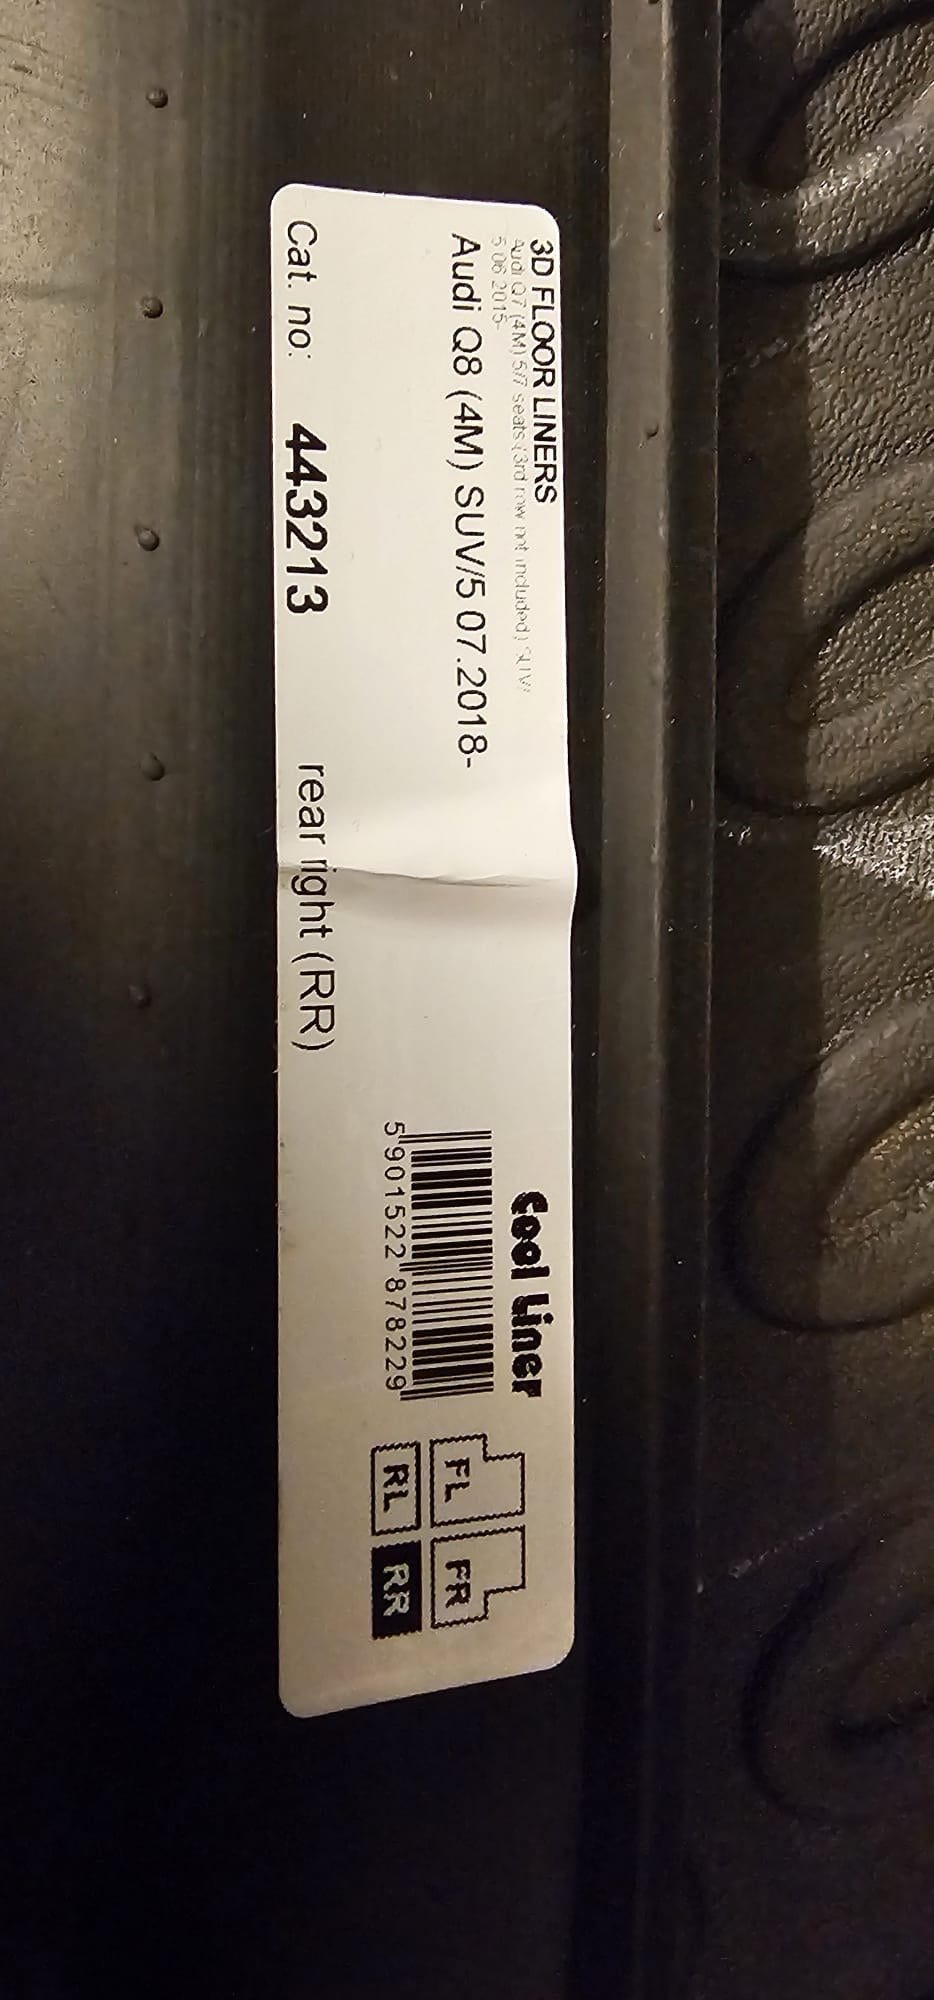 3D FLOOR LINERS
Audi Q7 (4M) 5/7 seats (3rd row not included) SUV/
5 06.2015-
Audi Q8 (4M) SUV/5 07.2018-
Cat. no: 443213 rear right (RR)
Cool Liner
5 901522 878229
FL FR
RL RR